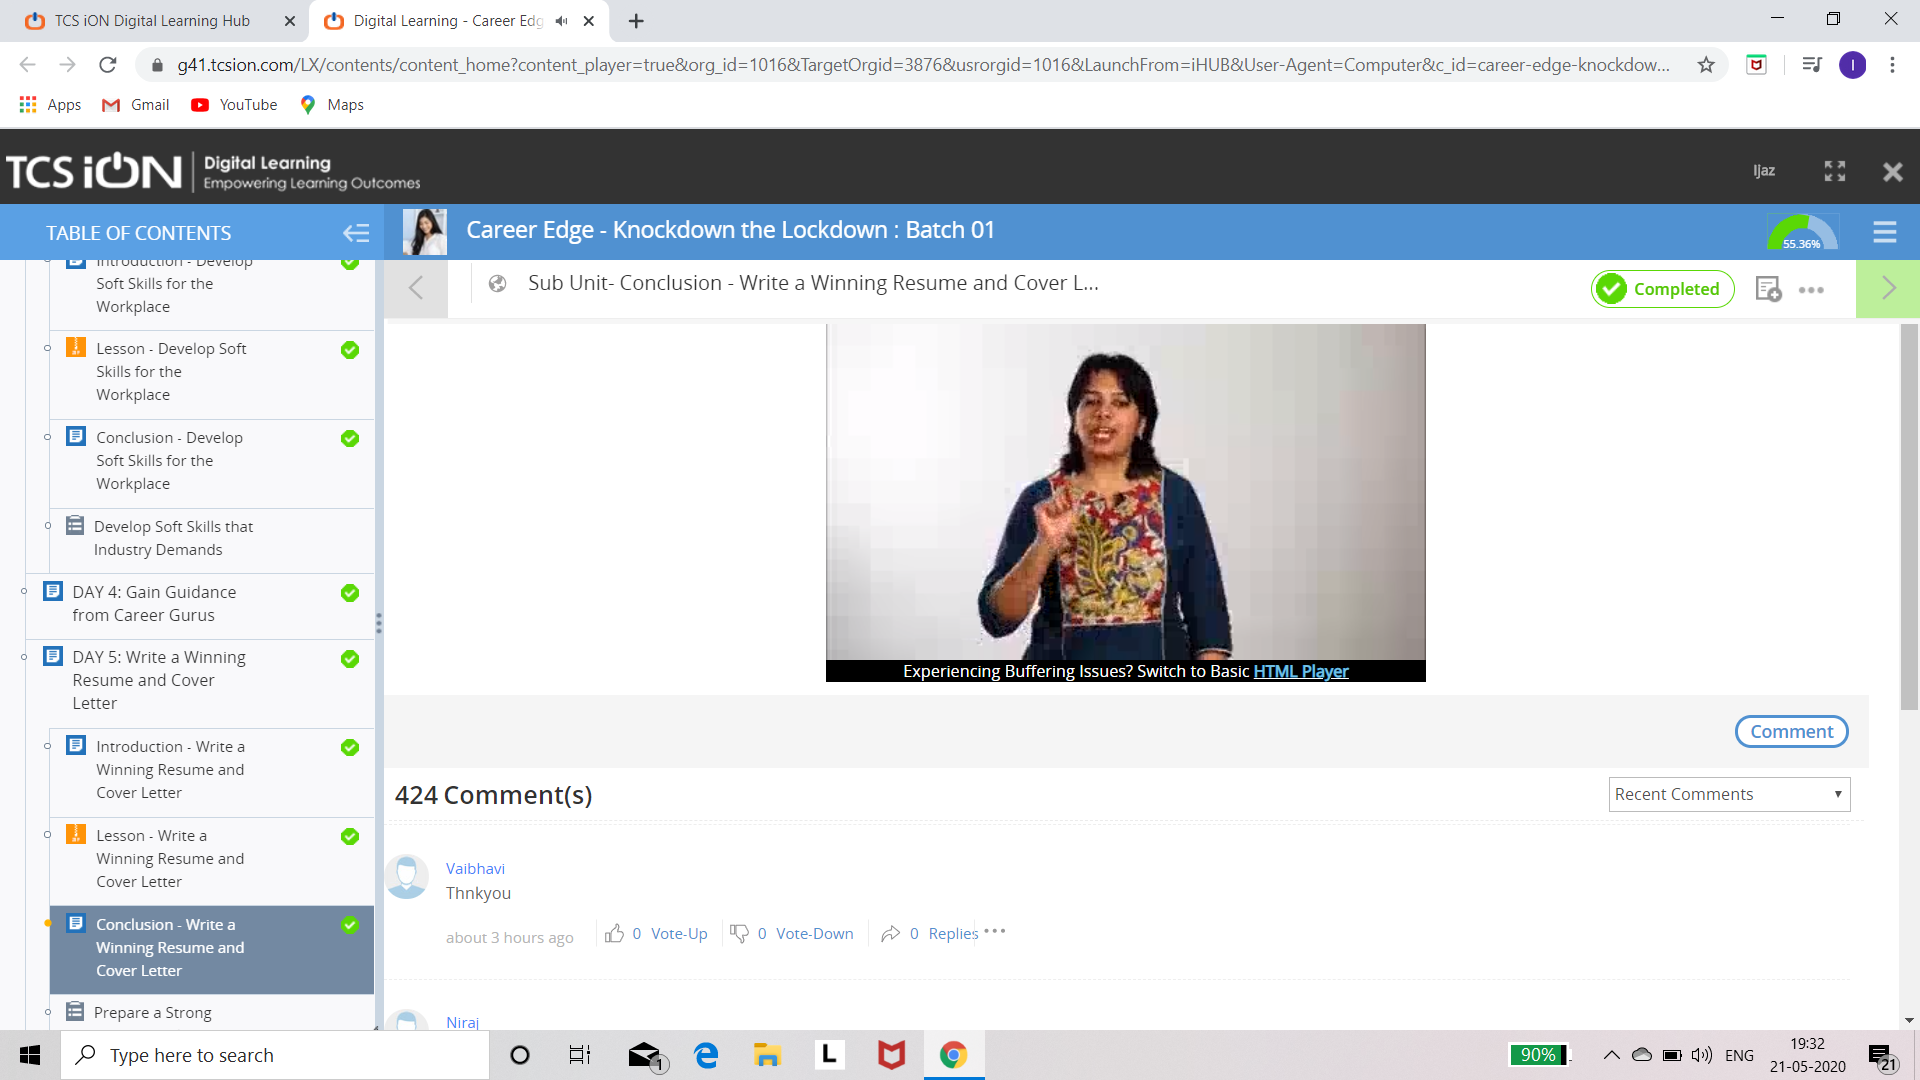 TCS iON Digital Learning Hub
Digital Learning - Career Edg
g41.tcsion.com/LX/contents/content_home?content_player=true&org_id=1016&TargetOrgid=3876&usrorgid=1016&LaunchFrom=iHUB&User-Agent=Computer&c_id=career-edge-knockdow...
I
Apps
Gmail
YouTube
Maps
TCS iON
Digital Learning
Empowering Learning Outcomes
Ijaz
TABLE OF CONTENTS
Career Edge - Knockdown the Lockdown : Batch 01
55.36%
Introduction - Develop
Soft Skills for the
Workplace
Lesson - Develop Soft
Skills for the
Workplace
Conclusion - Develop
Soft Skills for the
Workplace
Develop Soft Skills that
Industry Demands
DAY 4: Gain Guidance
from Career Gurus
DAY 5: Write a Winning
Resume and Cover
Letter
Introduction - Write a
Winning Resume and
Cover Letter
Lesson - Write a
Winning Resume and
Cover Letter
Conclusion - Write a
Winning Resume and
Cover Letter
Prepare a Strong
Sub Unit- Conclusion - Write a Winning Resume and Cover L...
Completed
Experiencing Buffering Issues? Switch to Basic HTML Player
Comment
424 Comment(s)
Recent Comments
Vaibhavi
Thnkyou
about 3 hours ago
0 Vote-Up
0 Vote-Down
0 Replies
Niraj
Type here to search
1
L
90%
ENG
19:32
21-05-2020
21